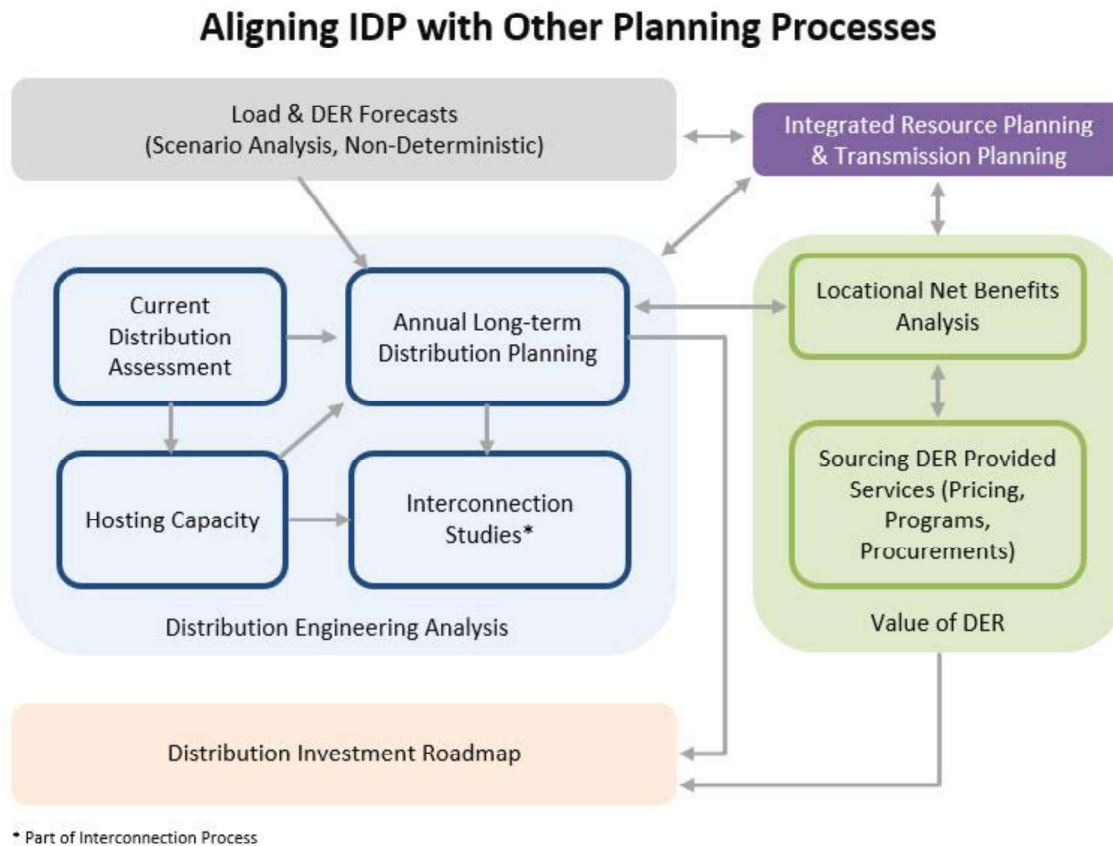 Aligning IDP with Other Planning Processes
Load & DER Forecasts
(Scenario Analysis, Non-Deterministic)
Integrated Resource Planning
& Transmission Planning
Current
Distribution
Assessment
Annual Long-term
Distribution Planning
Locational Net Benefits
Analysis
Hosting Capacity
Interconnection
Studies*
Sourcing DER Provided
Services (Pricing,
Programs,
Procurements)
Distribution Engineering Analysis
Value of DER
Distribution Investment Roadmap
* Part of Interconnection Process